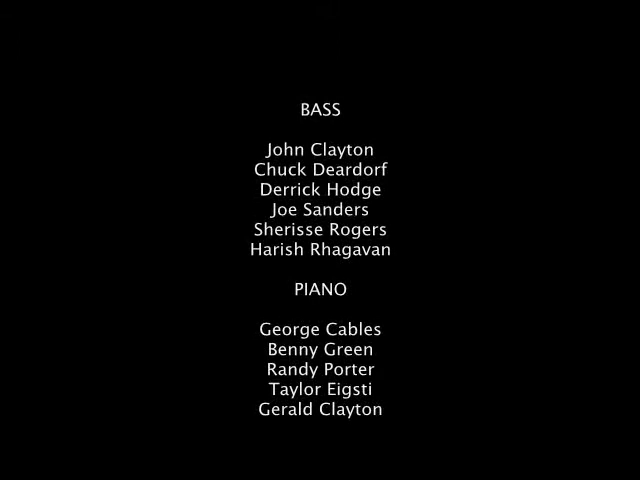 BASS
John Clayton
Chuck Deardorf
Derrick Hodge
Joe Sanders
Sherisse Rogers
Harish Rhagavan
PIANO
George Cables
Benny Green
Randy Porter
Taylor Eigsti
Gerald Clayton